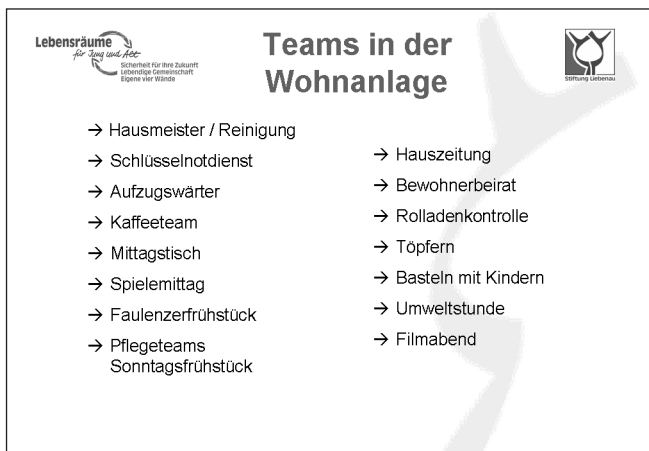 Lebensräume
für Jung und Alt
Sicherheit für Ihre Zukunft
Lebendige Gemeinschaft
Eigene vier Wände
Teams in der
Wohnanlage
Stiftung Liebenau
→ Hausmeister / Reinigung
→ Schlüsselnotdienst
→ Aufzugswärter
→ Kaffeeteam
→ Mittagstisch
→ Spielemittag
→ Faulenzerfrühstück
→ Pflegeteams
Sonntagsfrühstück
→ Hauszeitung
→ Bewohnerbeirat
→ Rolladenkontrolle
→ Töpfern
→ Basteln mit Kindern
→ Umweltstunde
→ Filmabend